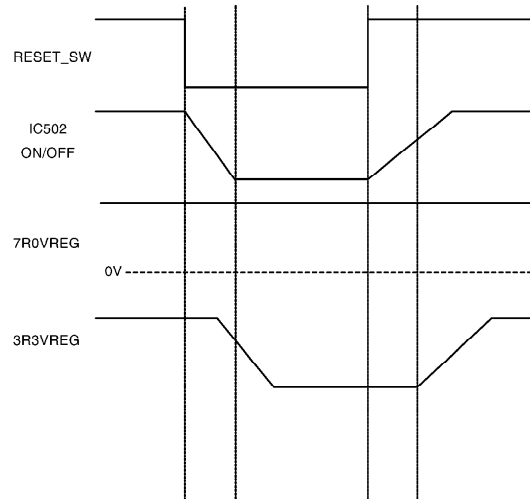 RESET_SW
IC502
ON/OFF
7R0VREG
0V
3R3VREG